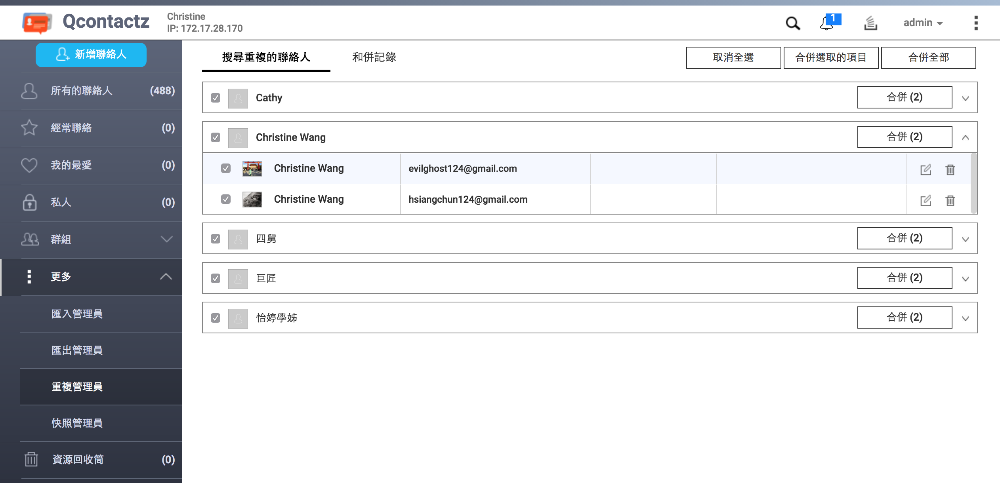 Qcontactz
Christine
IP: 172.17.28.170
1
admin
新增聯絡人
所有的聯絡人 (488)
經常聯絡 (0)
我的最愛 (0)
私人 (0)
群組
更多
匯入管理員
匯出管理員
重複管理員
快照管理員
資源回收筒 (0)
搜尋重複的聯絡人 和併記錄
取消全選 合併選取的項目 合併全部
Cathy 合併 (2)
Christine Wang 合併 (2)
Christine Wang evilghost124@gmail.com
Christine Wang hsiangchun124@gmail.com
四舅 合併 (2)
巨匠 合併 (2)
怡婷學姊 合併 (2)